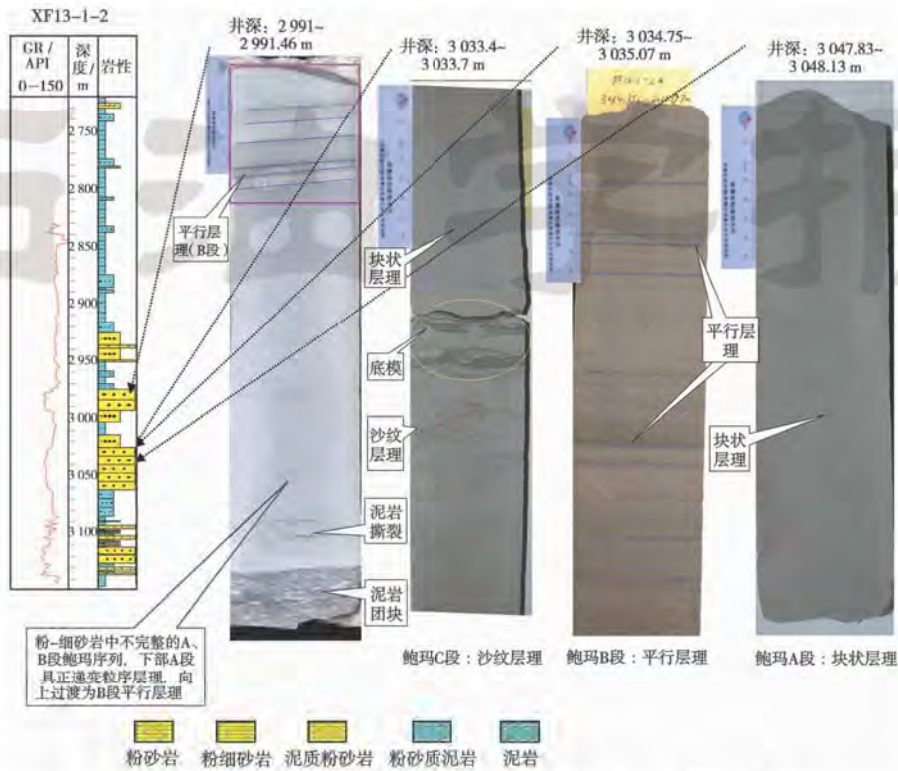 XF13-1-2
GR /
API
0-150
深
度/
m
岩性
2 750
2 800
2 850
2 900
2 950
3 000
3 050
3 100
井深：2 991~
2 991.46 m
井深：3 033.4~
3 033.7 m
井深：3 034.75~
3 035.07 m
井深：3 047.83~
3 048.13 m
平行层
理(B段)
块状
层理
底模
沙纹
层理
泥岩
撕裂
泥岩
团块
平行层
理
块状
层理
粉-细砂岩中不完整的A、
B段鲍玛序列，下部A段
具正递变粒序层理，向
上过渡为B段平行层理
鲍玛C段：沙纹层理
鲍玛B段：平行层理
鲍玛A段：块状层理
粉砂岩
粉细砂岩
泥质粉砂岩
粉砂质泥岩
泥岩